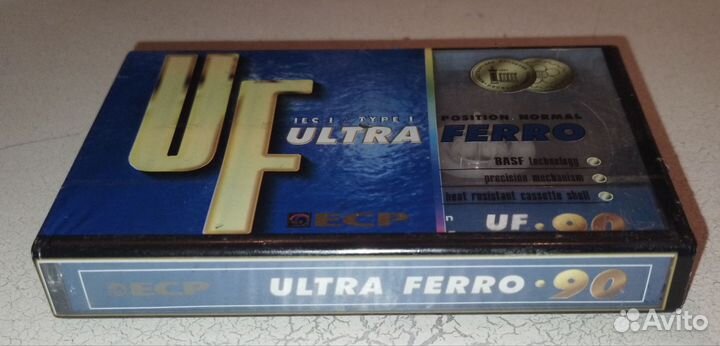 UF
IEC I TYPE I
ULTRA
ECP
POSITION NORMAL
FERRO
BASF technology
precision mechanism
heat resistant cassette shell
UF·90
ECP ULTRA FERRO·90
Avito